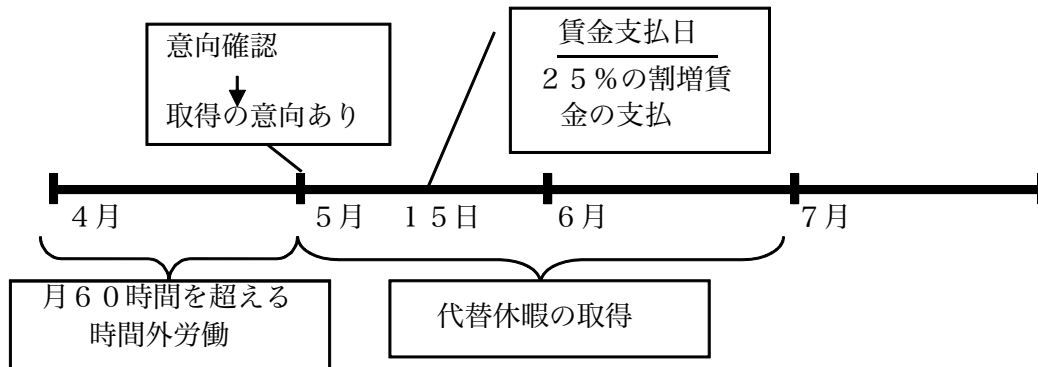 意向確認
取得の意向あり
賃金支払日
２５％の割増賃
金の支払
４月
５月
１５日
６月
７月
月６０時間を超える
時間外労働
代替休暇の取得